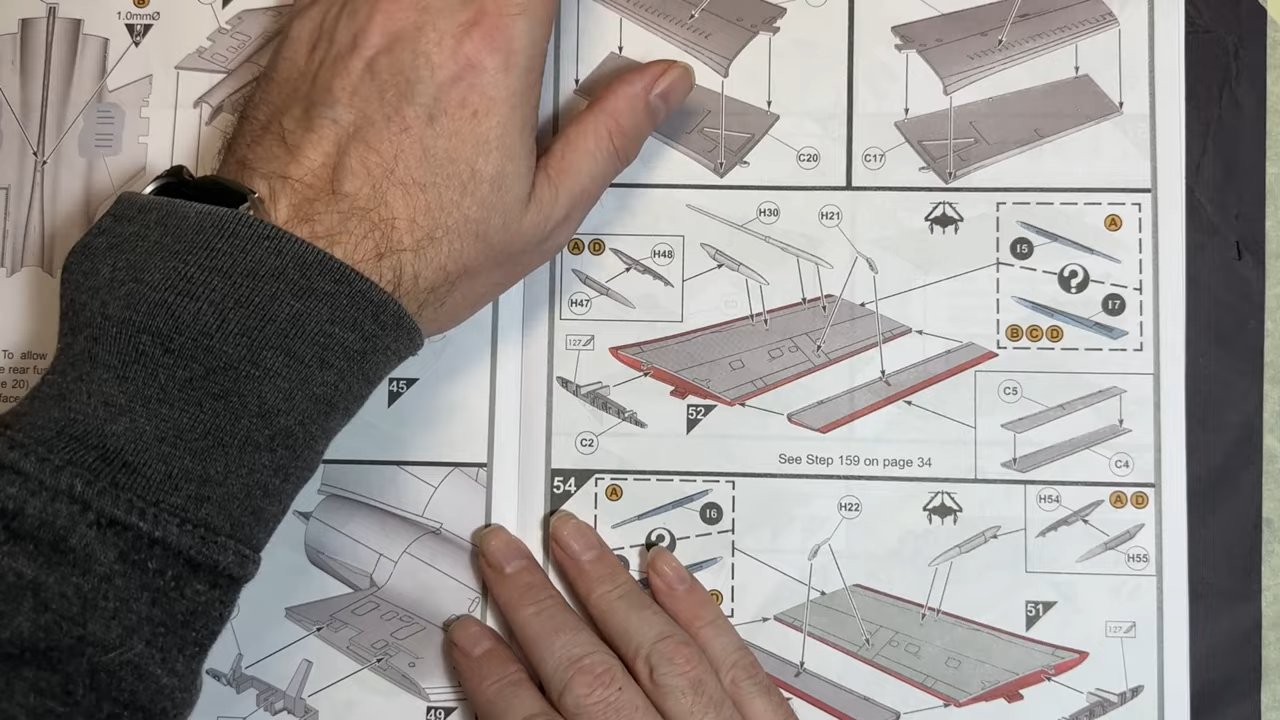 B
1.0mmØ
To allow
e rear fus
e 20)
face
45
49
C20
C17
H30
H21
A D
H48
H47
127
C2
52
A
I5
?
I7
B C D
C5
C4
See Step 159 on page 34
54
A
I6
?
D
H22
H54
A D
H55
51
127